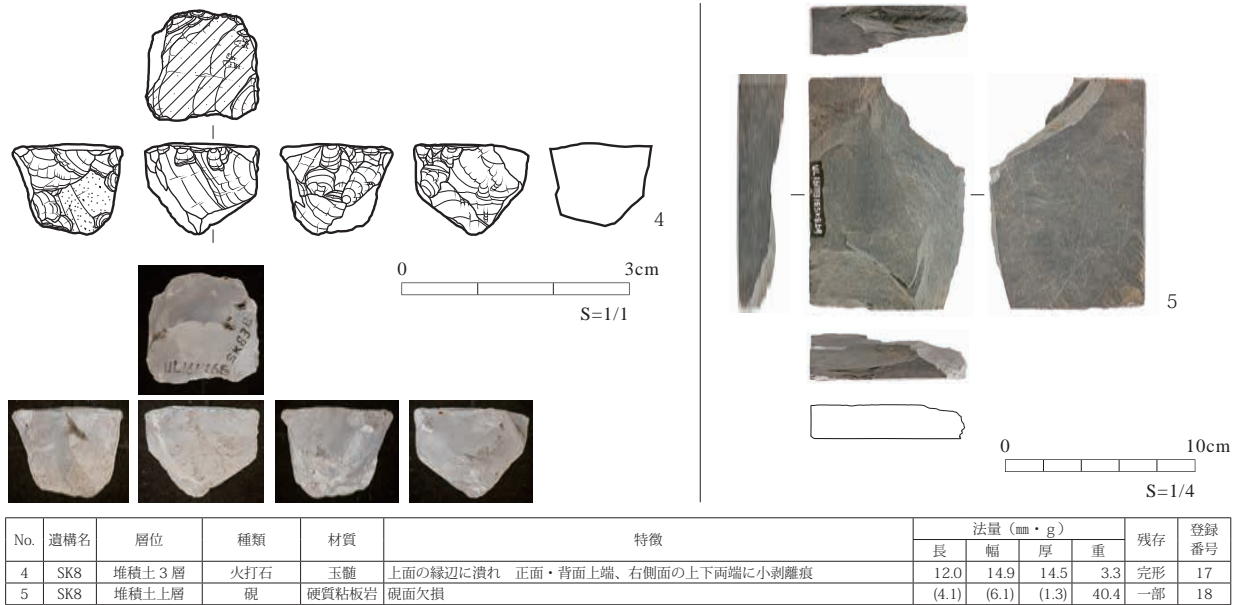 4
0 3cm
S=1/1
5
0 10cm
S=1/4
No. 遺構名 層位 種類 材質 特徴 法量（㎜・g） 残存 登録番号
長 幅 厚 重
4 SK8 堆積土３層 火打石 玉髄 上面の縁辺に潰れ　正面・背面上端、右側面の上下両端に小剥離痕 12.0 14.9 14.5 3.3 完形 17
5 SK8 堆積土上層 硯 硬質粘板岩 硯面欠損 (4.1) (6.1) (1.3) 40.4 一部 18